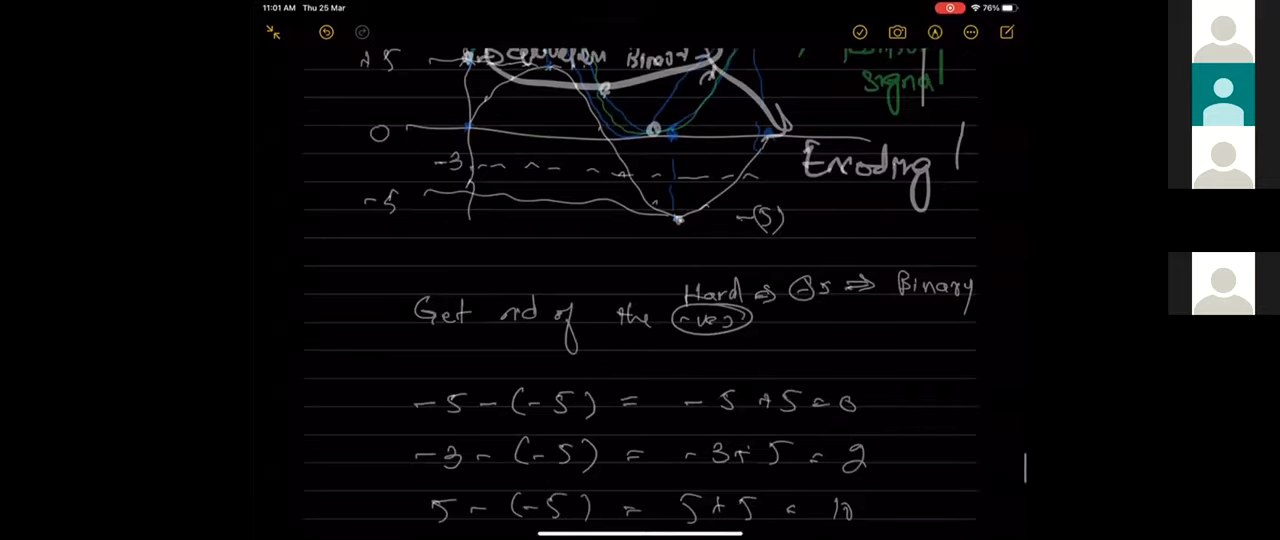 11:01 AM Thu 25 Mar
76%
+5
Binary
signal
0
-3
Encoding
-5
-(5)
Hard ⇒ ⇒ Binary
Get rid of the (-ve)
-5 - (-5) = -5 + 5 = 0
-3 - (-5) = -3 + 5 = 2
5 - (-5) = 5 + 5 = 10